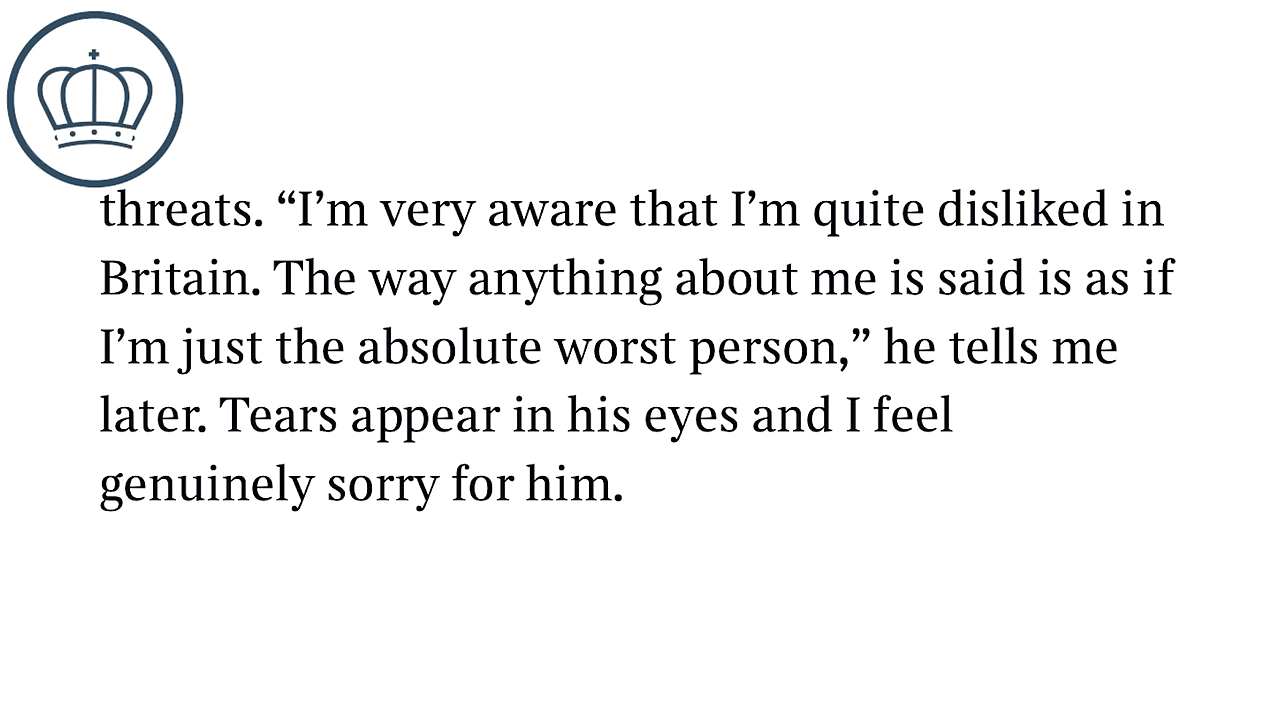 threats. “I’m very aware that I’m quite disliked in
Britain. The way anything about me is said is as if
I’m just the absolute worst person,” he tells me
later. Tears appear in his eyes and I feel
genuinely sorry for him.